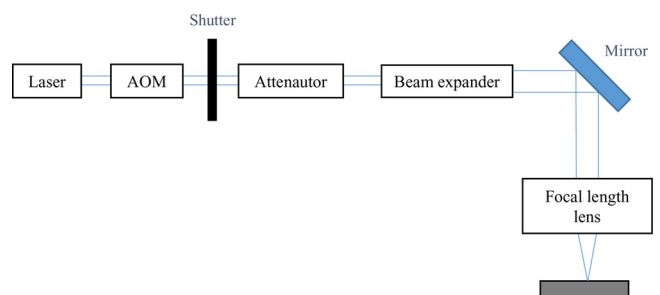 Shutter
Mirror
Laser
AOM
Attenautor
Beam expander
Focal length
lens